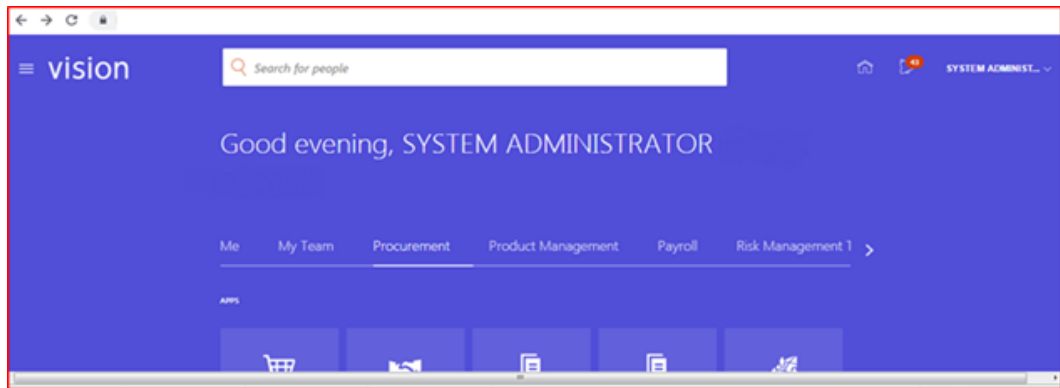 vision
Search for people
43
SYSTEM ADMINIST...
Good evening, SYSTEM ADMINISTRATOR
Me My Team Procurement Product Management Payroll Risk Management T
APPS